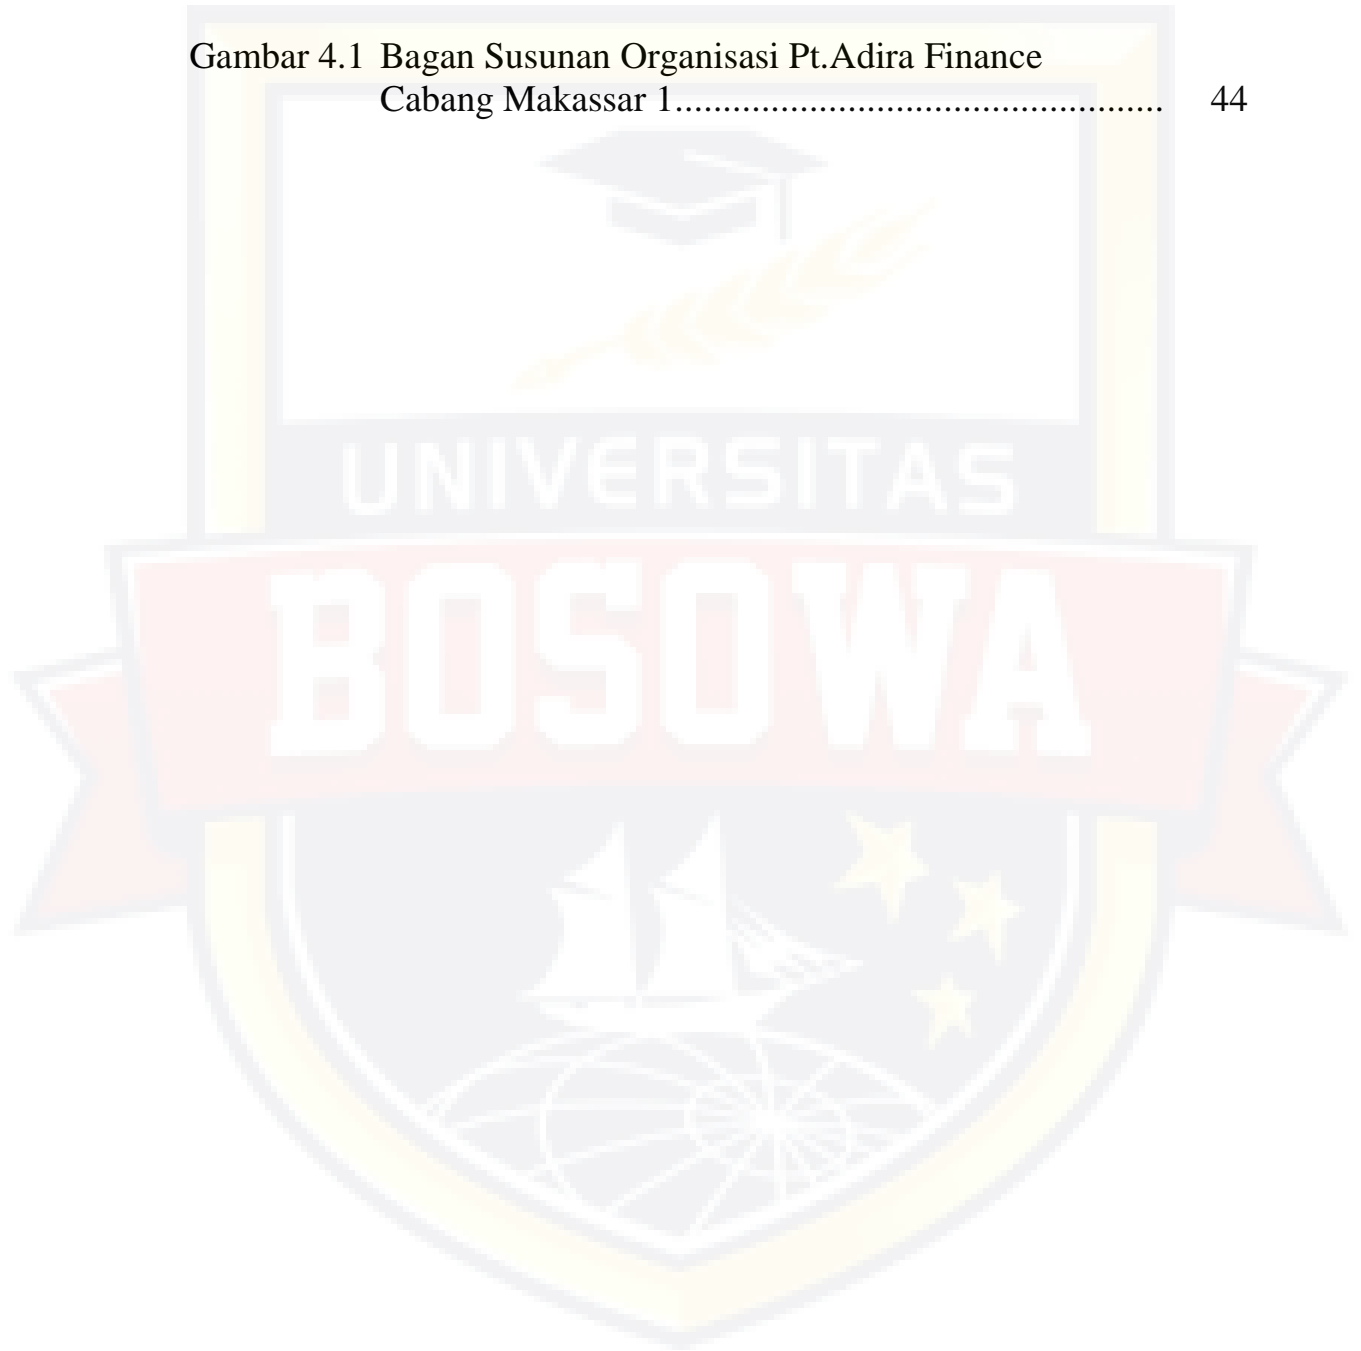 Gambar 4.1 Bagan Susunan Organisasi Pt.Adira Finance
Cabang Makassar 1................................................... 44
UNIVERSITAS
BOSOWA